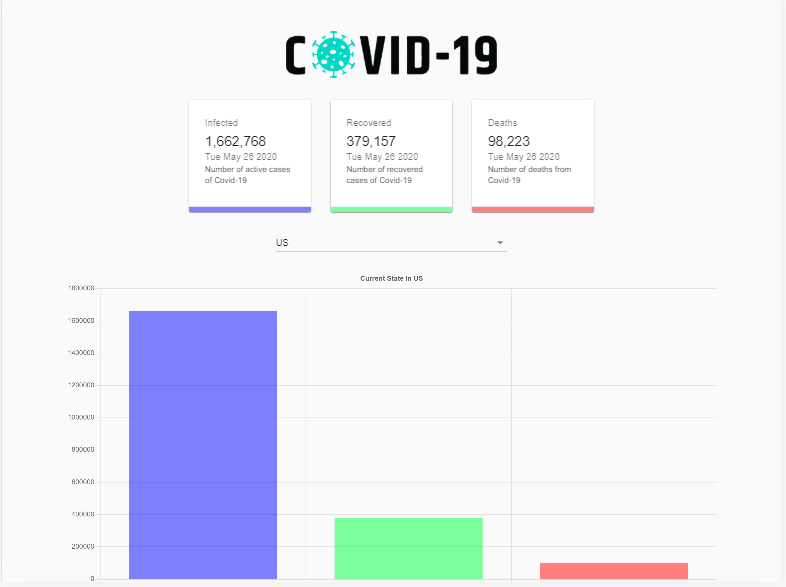 COVID-19
Infected
1,662,768
Tue May 26 2020
Number of active cases
of Covid-19
Recovered
379,157
Tue May 26 2020
Number of recovered
cases of Covid-19
Deaths
98,223
Tue May 26 2020
Number of deaths from
Covid-19
US
Current State in US
1800000
1600000
1400000
1200000
1000000
800000
600000
400000
200000
0